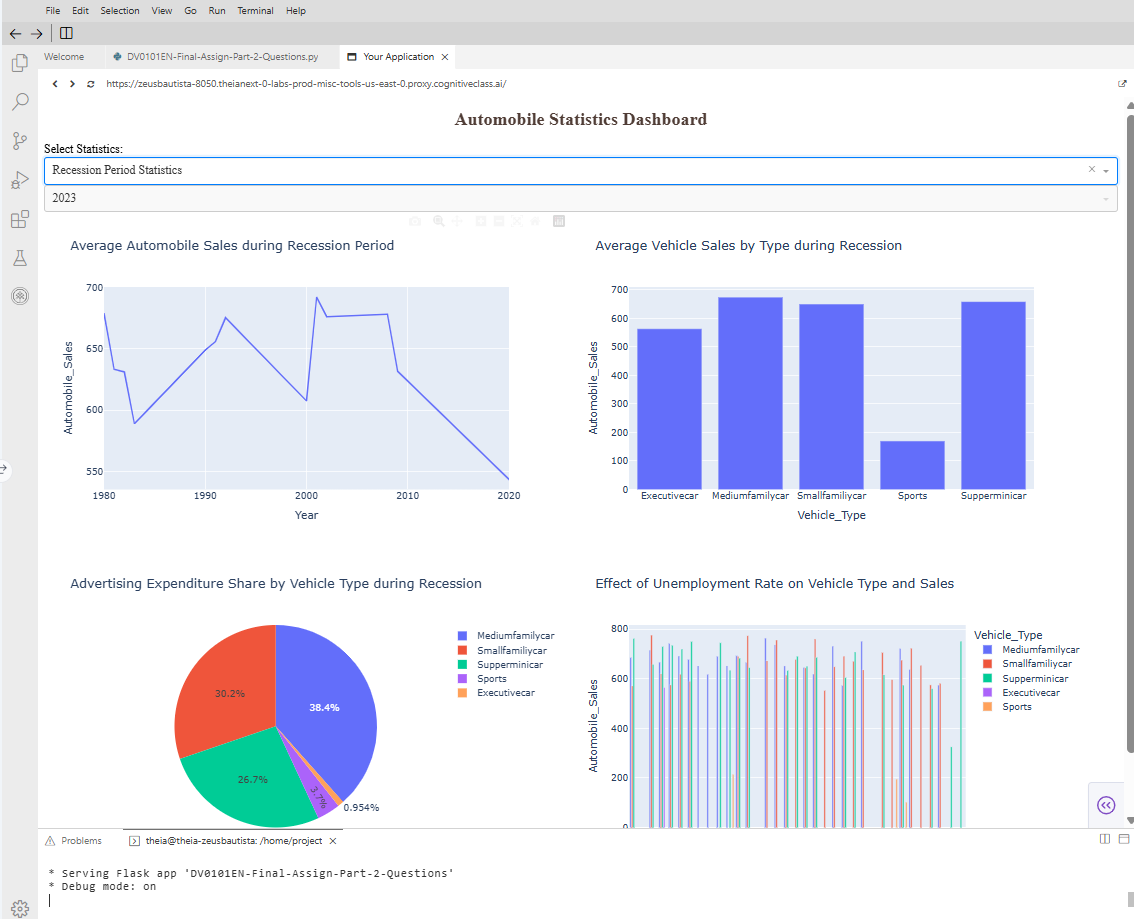 File Edit Selection View Go Run Terminal Help
Welcome DV0101EN-Final-Assign-Part-2-Questions.py Your Application
https://zeusbautista-8050.theianext-0-labs-prod-misc-tools-us-east-0.proxy.cognitiveclass.ai/
Automobile Statistics Dashboard
Select Statistics:
Recession Period Statistics
2023
Average Automobile Sales during Recession Period
700
650
600
550
Automobile_Sales
1980 1990 2000 2010 2020
Year
Average Vehicle Sales by Type during Recession
700
600
500
400
300
200
100
0
Automobile_Sales
Executivecar Mediumfamilycar Smallfamiliycar Sports Supperminicar
Vehicle_Type
Advertising Expenditure Share by Vehicle Type during Recession
38.4%
30.2%
26.7%
3.7%
0.954%
Mediumfamilycar
Smallfamiliycar
Supperminicar
Sports
Executivecar
Effect of Unemployment Rate on Vehicle Type and Sales
800
600
400
200
0
Automobile_Sales
Vehicle_Type
Mediumfamilycar
Smallfamiliycar
Supperminicar
Executivecar
Sports
Problems theia@theia-zeusbautista: /home/project
* Serving Flask app 'DV0101EN-Final-Assign-Part-2-Questions'
* Debug mode: on